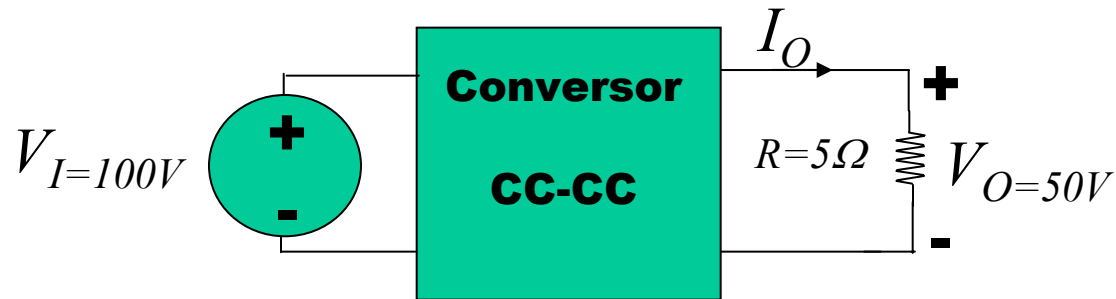 I_O
Conversor
CC-CC
+
-
V_I=100V
R=5Ω
+
-
V_O=50V